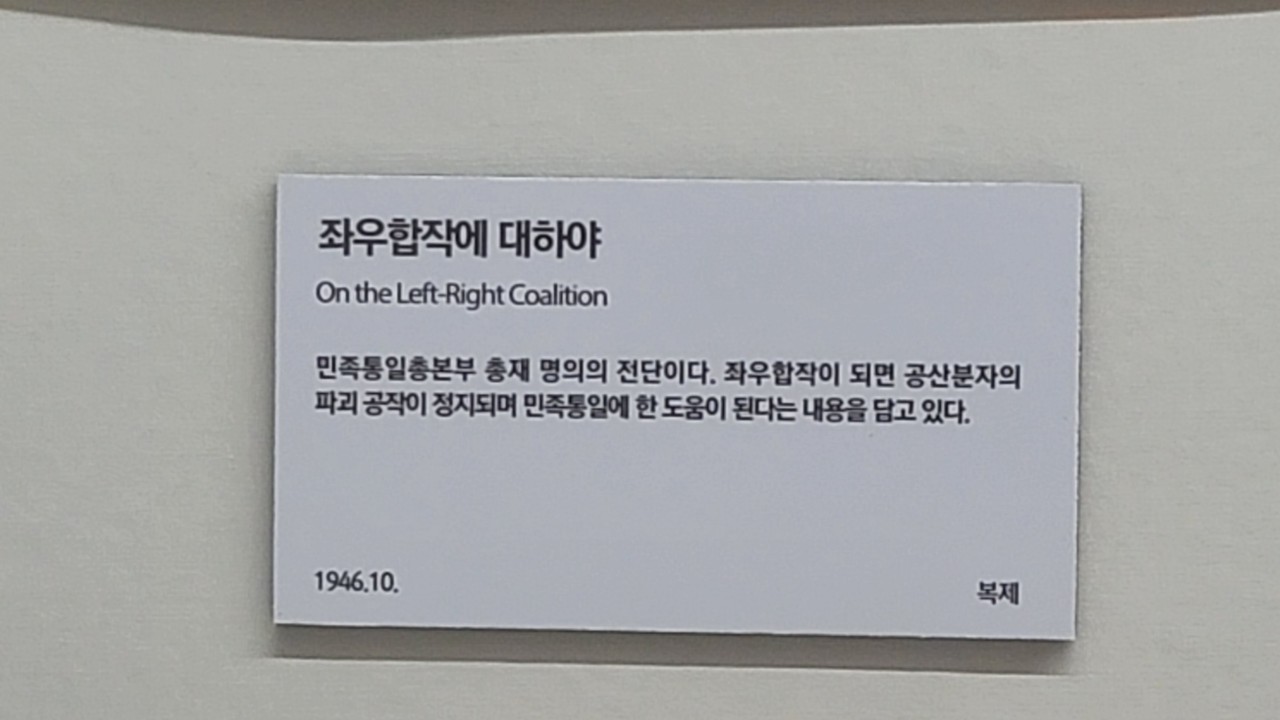 좌우합작에 대하야
On the Left-Right Coalition
민족통일총본부 총재 명의의 전단이다. 좌우합작이 되면 공산분자의
파괴 공작이 정지되며 민족통일에 한 도움이 된다는 내용을 담고 있다.
1946.10.
복제